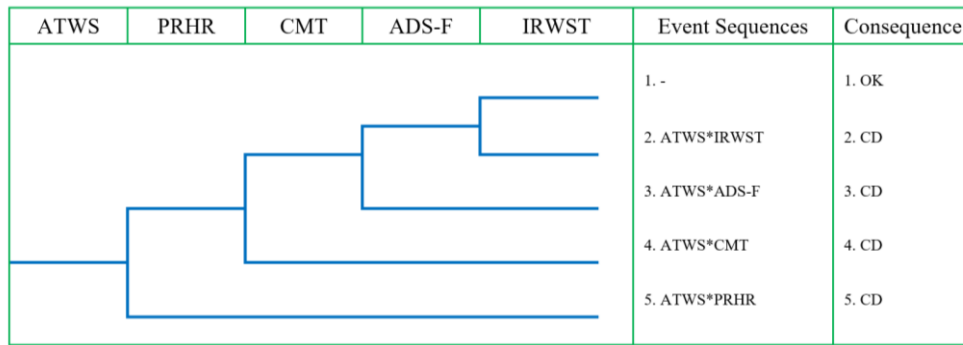 ATWS PRHR CMT ADS-F IRWST Event Sequences Consequence
1. - 1. OK
2. ATWS*IRWST 2. CD
3. ATWS*ADS-F 3. CD
4. ATWS*CMT 4. CD
5. ATWS*PRHR 5. CD